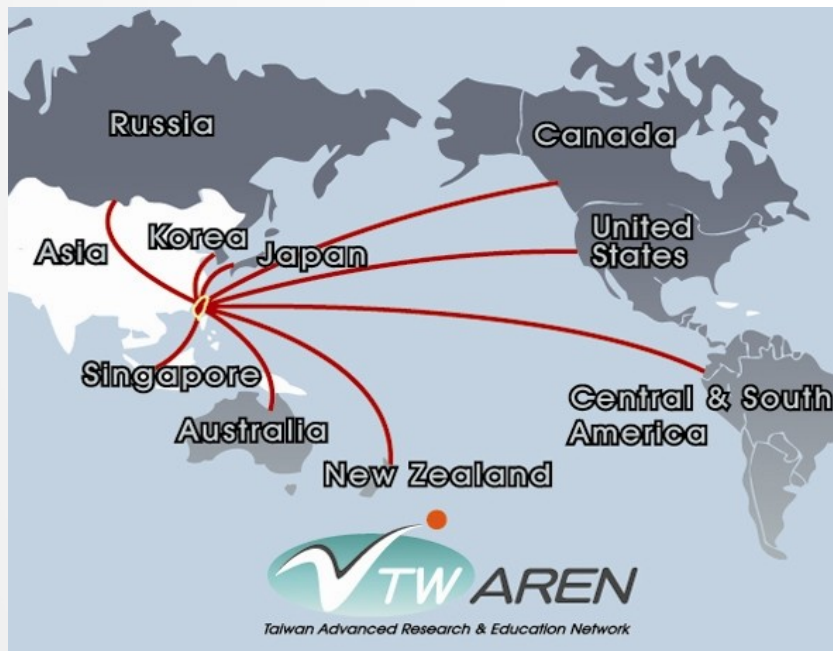 Russia
Canada
Korea
United
States
Asia
Japan
Singapore
Central & South
America
Australia
New Zealand
TWAREN
Taiwan Advanced Research & Education Network